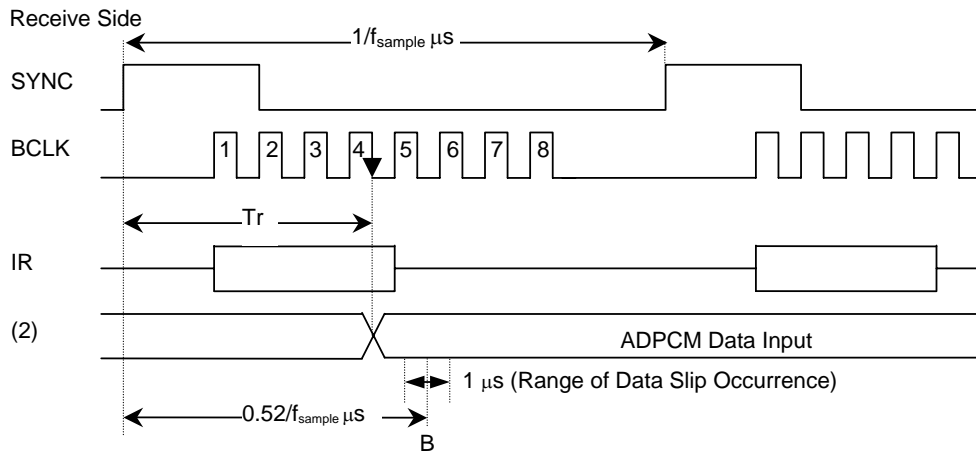 Receive Side
1/fsample μs
SYNC
BCLK
1 2 3 4 5 6 7 8
Tr
IR
(2)
ADPCM Data Input
1 μs (Range of Data Slip Occurrence)
0.52/fsample μs
B